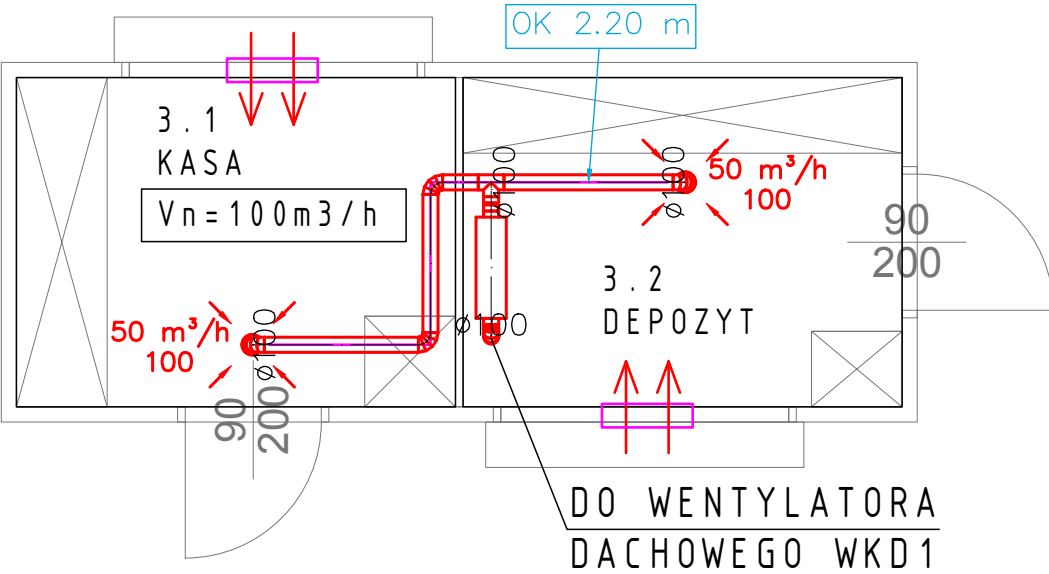 OK 2.20 m
3.1
KASA
Vn=100m3/h
ø100
ø100
50 m³/h
100
90
200
3.2
DEPOZYT
50 m³/h
100
ø100
ø100
90
200
DO WENTYLATORA
DACHOWEGO WKD1